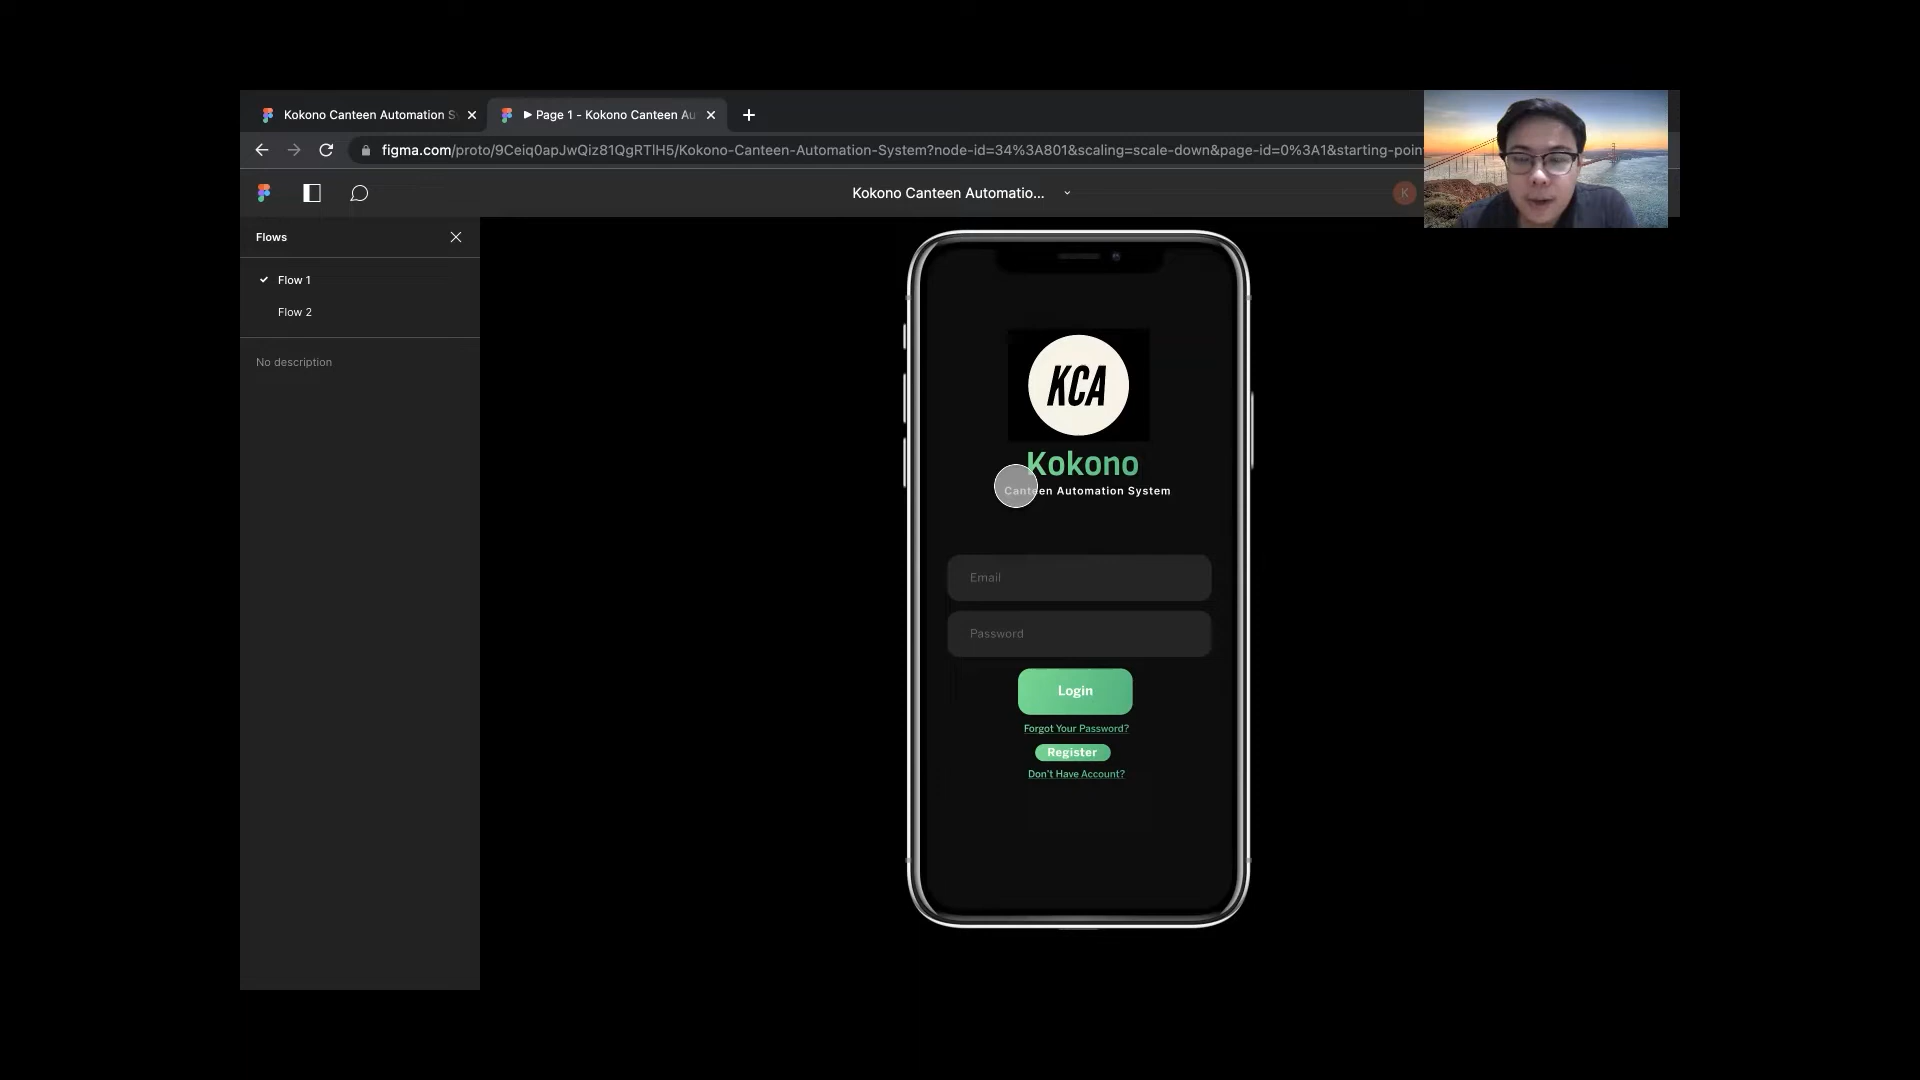 Kokono Canteen Automation S
Page 1 - Kokono Canteen Au
figma.com/proto/9Ceiq0apJwQiz81QgRTlH5/Kokono-Canteen-Automation-System?node-id=34%3A801&scaling=scale-down&page-id=0%3A1&starting-poin
Kokono Canteen Automatio...
K
Flows
Flow 1
Flow 2
No description
KCA
Kokono
Canteen Automation System
Email
Password
Login
Forgot Your Password?
Register
Don't Have Account?